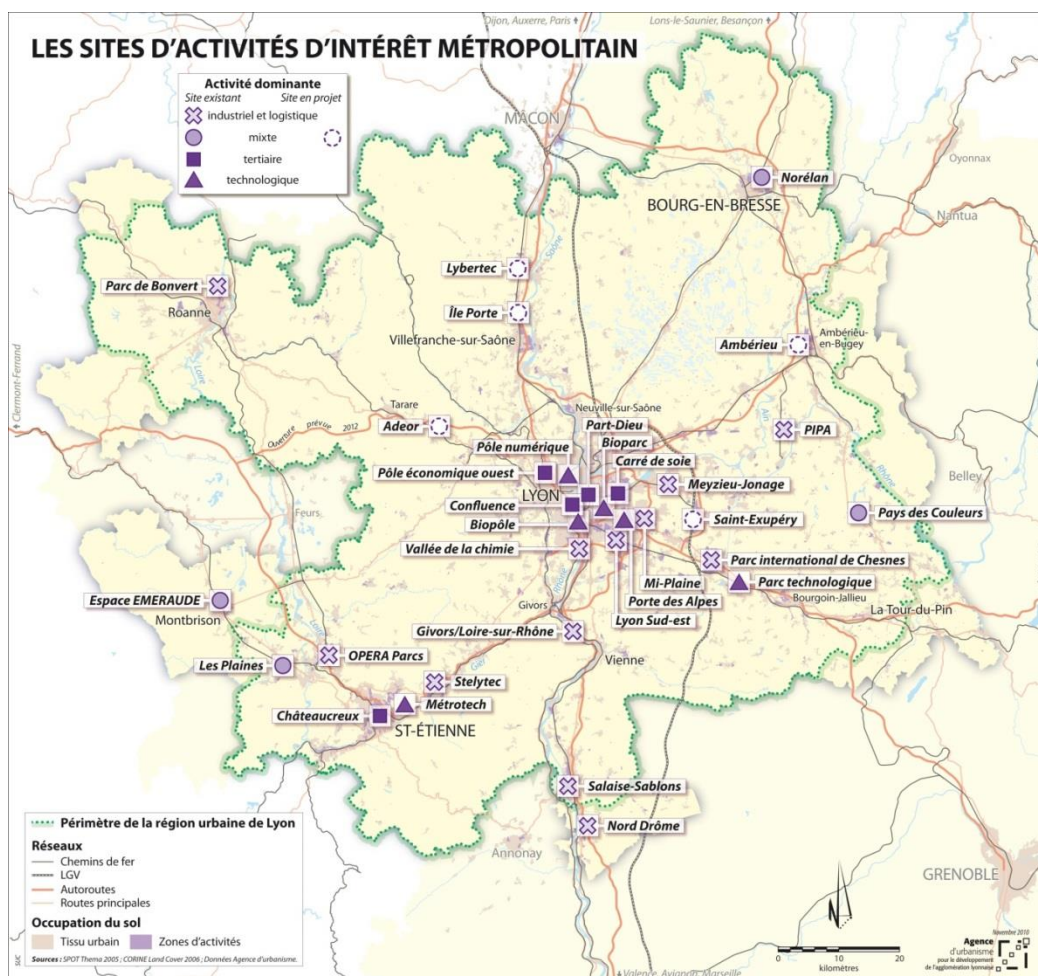 LES SITES D'ACTIVITÉS D'INTÉRÊT MÉTROPOLITAIN
Dijon, Auxerre, Paris
Lons-le-Saunier, Besançon
Activité dominante
Site existant
Site en projet
industriel et logistique
mixte
tertiaire
technologique
MÂCON
Oyonnax
Norélan
BOURG-EN-BRESSE
Nantua
Lybertec
Saône
Parc de Bonvert
Roanne
Île Porte
Villefranche-sur-Saône
Ambérieu
Ambérieu-
en-Bugey
Clermont-Ferrand
Loire
Tarare
Neuville-sur-Saône
Ain
Adeor
Ouverture prévue 2012
Part-Dieu
PIPA
Pôle numérique
Bioparc
Rhône
Pôle économique ouest
Carré de soie
Belley
LYON
Meyzieu-Jonage
Confluence
Saint-Exupéry
Pays des Couleurs
Feurs
Biopôle
Vallée de la chimie
Parc international de Chesnes
Rhône
Mi-Plaine
Parc technologique
Espace EMERAUDE
Porte des Alpes
Bourgoin-Jallieu
Montbrison
Givors
Lyon Sud-est
La Tour-du-Pin
Loire
Givors/Loire-sur-Rhône
OPERA Parcs
Vienne
Les Plaines
Gier
Stelytec
Métrotech
Châteaucreux
ST-ÉTIENNE
Salaise-Sablons
Nord Drôme
Annonay
GRENOBLE
Périmètre de la région urbaine de Lyon
Réseaux
Chemins de fer
LGV
Autoroutes
Routes principales
Occupation du sol
Tissu urbain
Zones d'activités
Sources : SPOT Thema 2005 ; CORINE Land Cover 2006 ; Données Agence d'urbanisme.
SLIC
Valence, Avignon, Marseille
N
0
10
20
kilomètres
Novembre 2010
Agence
d'urbanisme
pour le développement
de l'agglomération lyonnaise